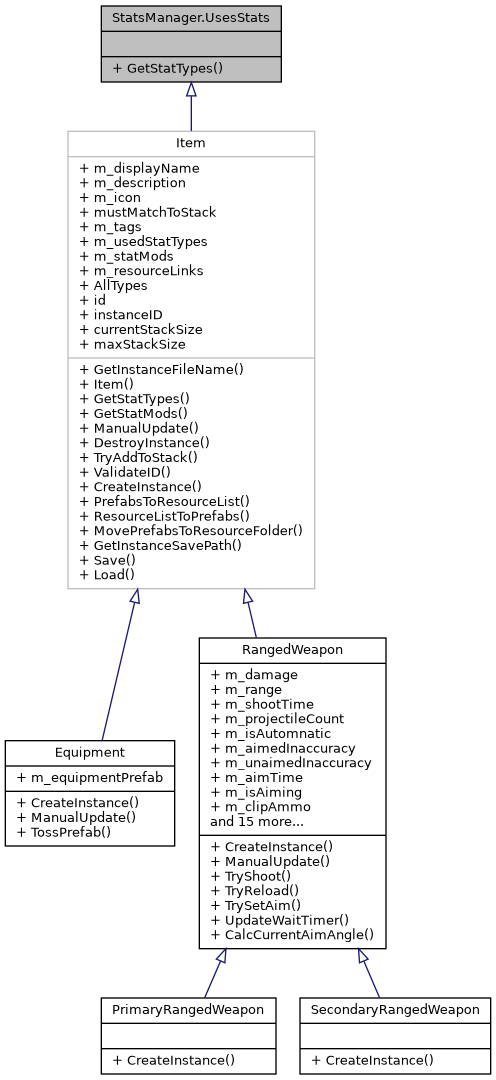 StatsManager.UsesStats
+ GetStatTypes()
Item
+ m_displayName
+ m_description
+ m_icon
+ mustMatchToStack
+ m_tags
+ m_usedStatTypes
+ m_statMods
+ m_resourceLinks
+ AllTypes
+ id
+ instanceID
+ currentStackSize
+ maxStackSize
+ GetInstanceFileName()
+ Item()
+ GetStatTypes()
+ GetStatMods()
+ ManualUpdate()
+ DestroyInstance()
+ TryAddToStack()
+ ValidateID()
+ CreateInstance()
+ PrefabsToResourceList()
+ ResourceListToPrefabs()
+ MovePrefabsToResourceFolder()
+ GetInstanceSavePath()
+ Save()
+ Load()
Equipment
+ m_equipmentPrefab
+ CreateInstance()
+ ManualUpdate()
+ TossPrefab()
RangedWeapon
+ m_damage
+ m_range
+ m_shootTime
+ m_projectileCount
+ m_isAutomnatic
+ m_aimedInaccuracy
+ m_unaimedInaccuracy
+ m_aimTime
+ m_isAiming
+ m_clipAmmo
and 15 more...
+ CreateInstance()
+ ManualUpdate()
+ TryShoot()
+ TryReload()
+ TrySetAim()
+ UpdateWaitTimer()
+ CalcCurrentAimAngle()
PrimaryRangedWeapon
+ CreateInstance()
SecondaryRangedWeapon
+ CreateInstance()